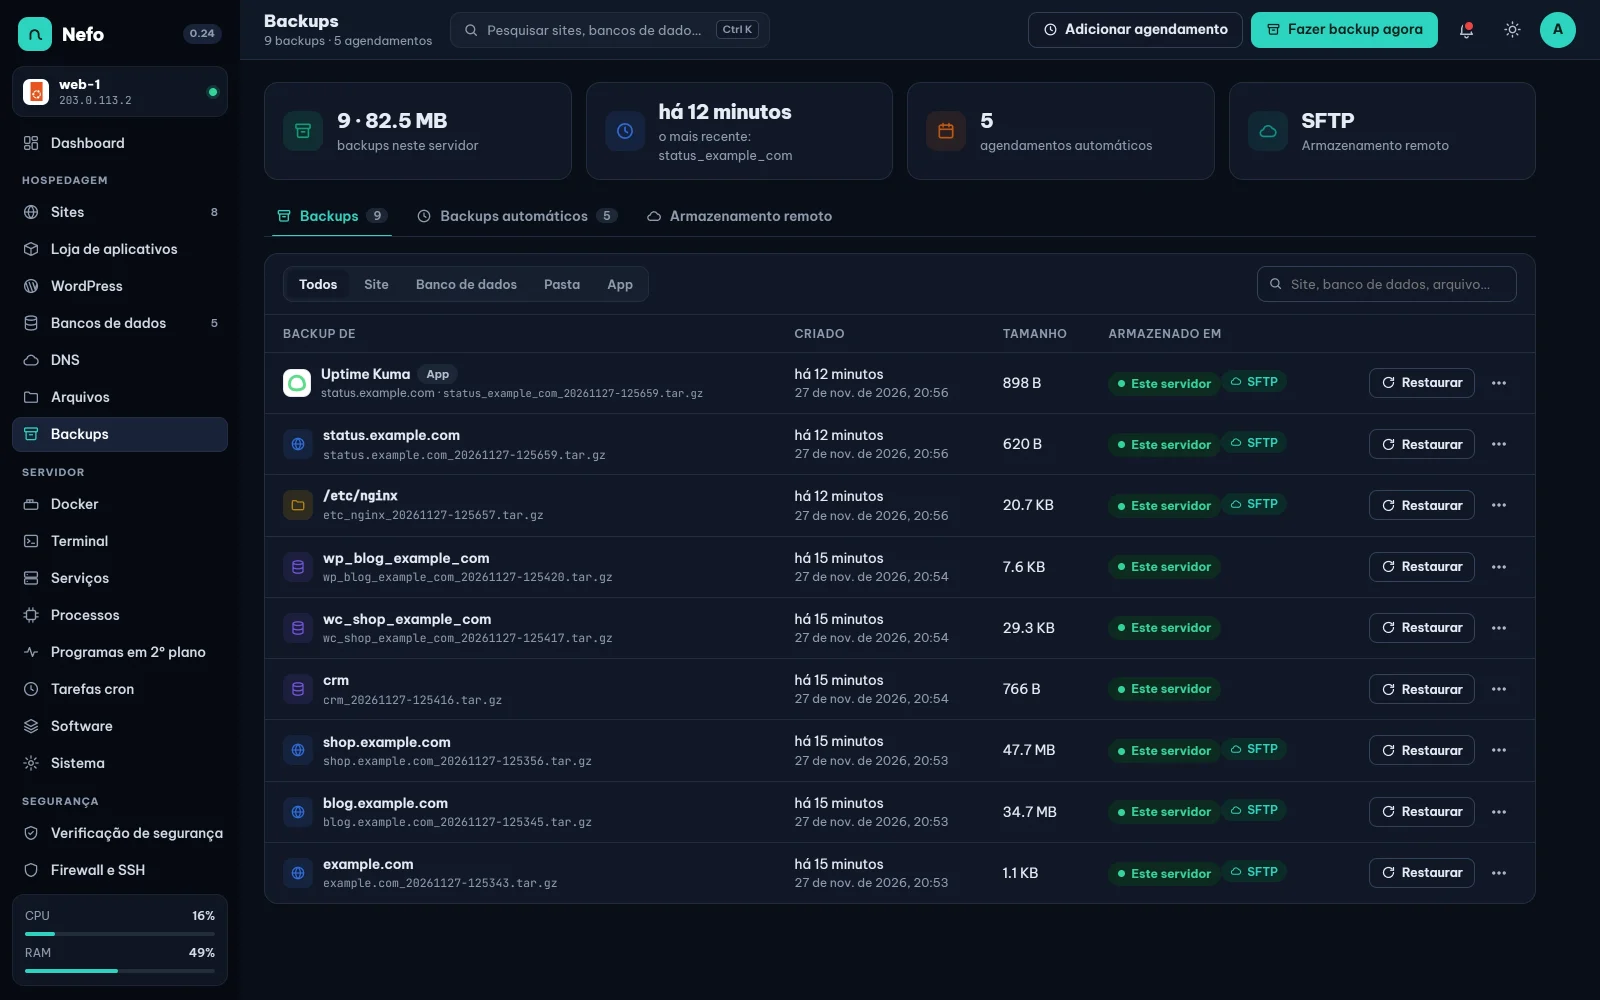 Nefo
0.24
web-1
203.0.113.2
Dashboard
HOSPEDAGEM
Sites 8
Loja de aplicativos
WordPress
Bancos de dados 5
DNS
Arquivos
Backups
SERVIDOR
Docker
Terminal
Serviços
Processos
Programas em 2º plano
Tarefas cron
Software
Sistema
SEGURANÇA
Verificação de segurança
Firewall e SSH
CPU 16%
RAM 49%
Backups
9 backups · 5 agendamentos
Pesquisar sites, bancos de dado... Ctrl K
Adicionar agendamento
Fazer backup agora
A
9 · 82.5 MB
backups neste servidor
há 12 minutos
o mais recente:
status_example_com
5
agendamentos automáticos
SFTP
Armazenamento remoto
Backups 9
Backups automáticos 5
Armazenamento remoto
Todos Site Banco de dados Pasta App
Site, banco de dados, arquivo...
BACKUP DE CRIADO TAMANHO ARMAZENADO EM
Uptime Kuma App
status.example.com · status_example_com_20261127-125659.tar.gz
há 12 minutos
27 de nov. de 2026, 20:56
898 B
Este servidor SFTP
Restaurar
status.example.com
status.example.com_20261127-125659.tar.gz
há 12 minutos
27 de nov. de 2026, 20:56
620 B
Este servidor SFTP
Restaurar
/etc/nginx
etc_nginx_20261127-125657.tar.gz
há 12 minutos
27 de nov. de 2026, 20:56
20.7 KB
Este servidor SFTP
Restaurar
wp_blog_example_com
wp_blog_example_com_20261127-125420.tar.gz
há 15 minutos
27 de nov. de 2026, 20:54
7.6 KB
Este servidor
Restaurar
wc_shop_example_com
wc_shop_example_com_20261127-125417.tar.gz
há 15 minutos
27 de nov. de 2026, 20:54
29.3 KB
Este servidor
Restaurar
crm
crm_20261127-125416.tar.gz
há 15 minutos
27 de nov. de 2026, 20:54
766 B
Este servidor
Restaurar
shop.example.com
shop.example.com_20261127-125356.tar.gz
há 15 minutos
27 de nov. de 2026, 20:53
47.7 MB
Este servidor SFTP
Restaurar
blog.example.com
blog.example.com_20261127-125345.tar.gz
há 15 minutos
27 de nov. de 2026, 20:53
34.7 MB
Este servidor SFTP
Restaurar
example.com
example.com_20261127-125343.tar.gz
há 15 minutos
27 de nov. de 2026, 20:53
1.1 KB
Este servidor SFTP
Restaurar